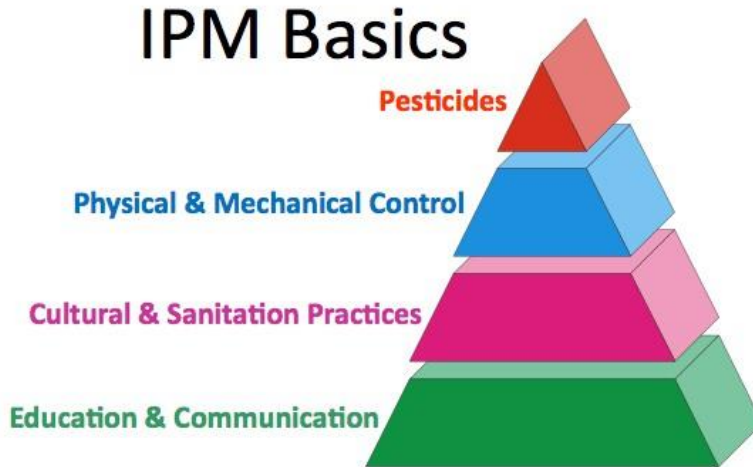 IPM Basics
Pesticides
Physical & Mechanical Control
Cultural & Sanitation Practices
Education & Communication